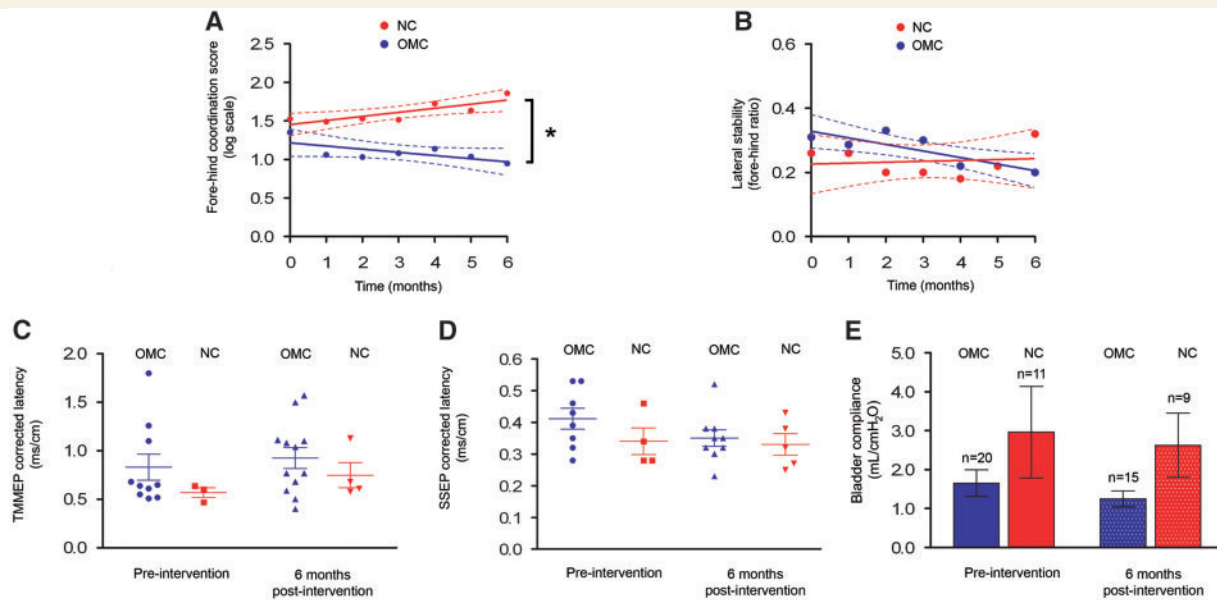 A
NC
OMC
Fore-hind coordination score
(log scale)
2.5
2.0
1.5
1.0
0.5
0.0
*
0 1 2 3 4 5 6
Time (months)
B
NC
OMC
Lateral stability
(fore-hind ratio)
0.6
0.4
0.2
0.0
0 1 2 3 4 5 6
Time (months)
C
OMC NC OMC NC
TMMEP corrected latency
(ms/cm)
2.0
1.5
1.0
0.5
0.0
Pre-intervention
6 months
post-intervention
D
OMC NC OMC NC
SSEP corrected latency
(ms/cm)
0.6
0.5
0.4
0.3
0.2
0.1
0.0
Pre-intervention
6 months
post-intervention
E
OMC NC OMC NC
Bladder compliance
(mL/cmH₂O)
5.0
4.0
3.0
2.0
1.0
0.0
n=20
n=11
n=15
n=9
Pre-intervention
6 months
post-intervention